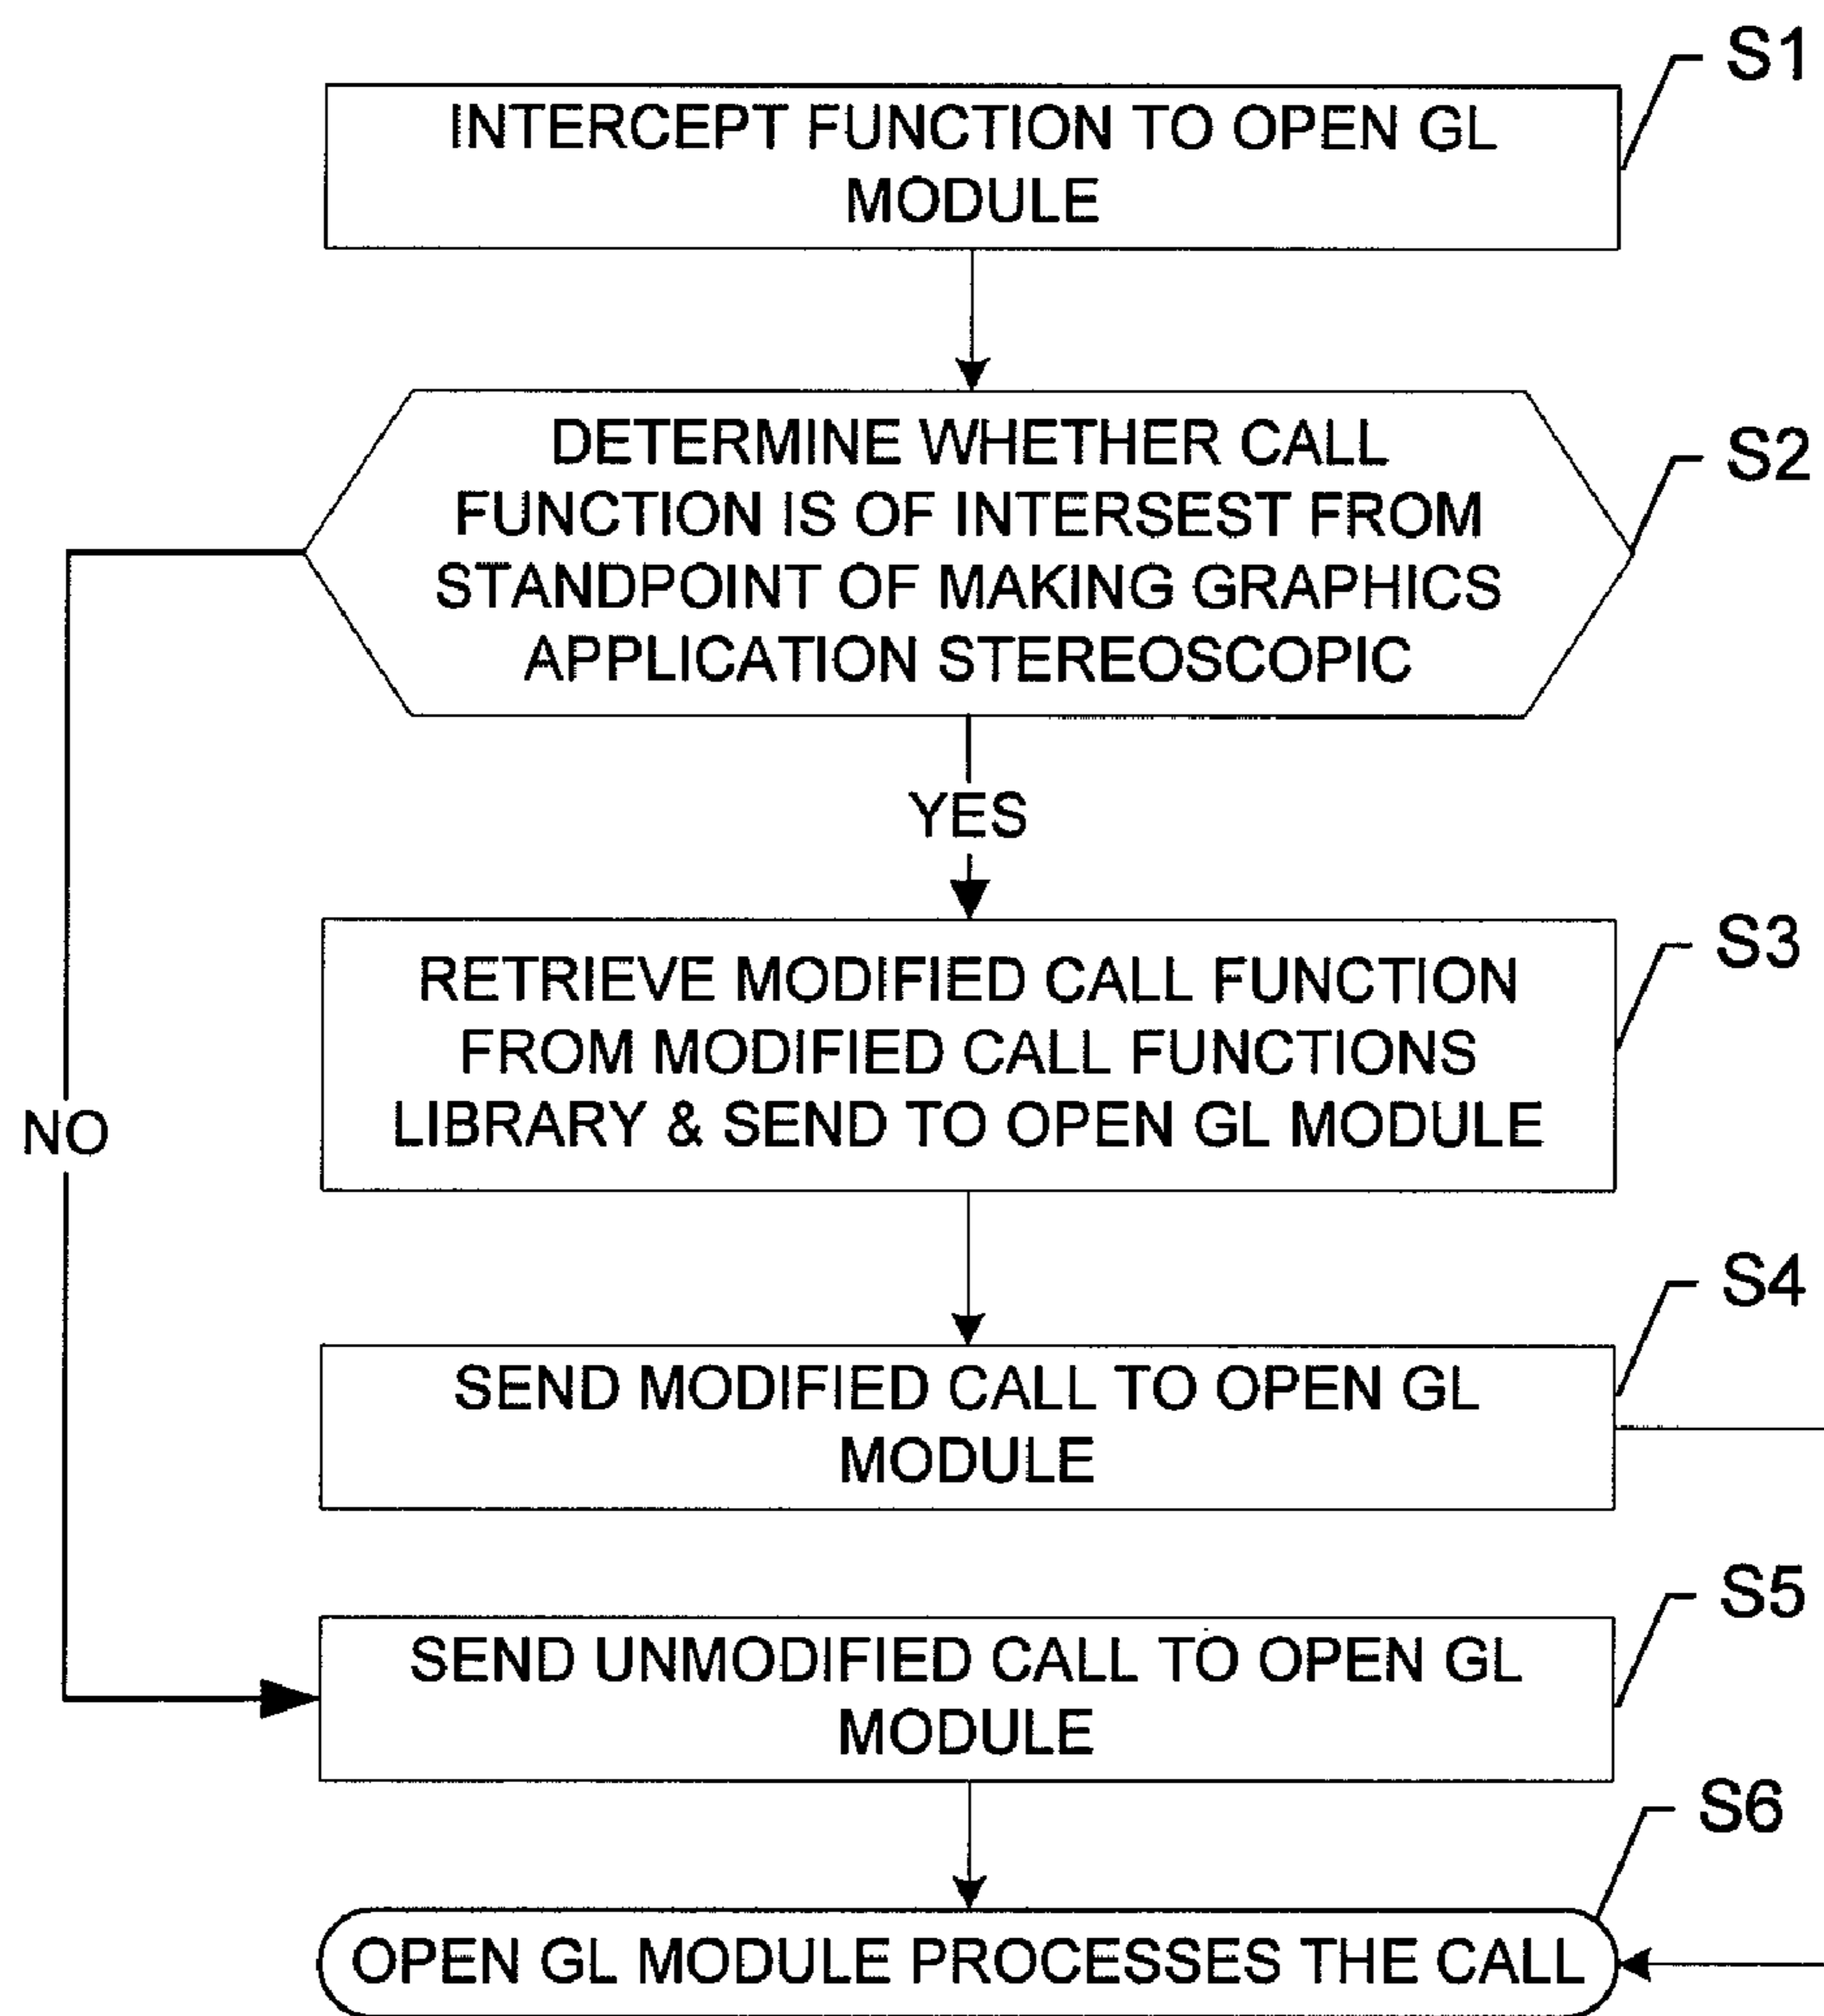 S1
INTERCEPT FUNCTION TO OPEN GL
MODULE
DETERMINE WHETHER CALL
FUNCTION IS OF INTERSEST FROM
STANDPOINT OF MAKING GRAPHICS
APPLICATION STEREOSCOPIC
S2
YES
RETRIEVE MODIFIED CALL FUNCTION
FROM MODIFIED CALL FUNCTIONS
LIBRARY & SEND TO OPEN GL MODULE
S3
NO
S4
SEND MODIFIED CALL TO OPEN GL
MODULE
S5
SEND UNMODIFIED CALL TO OPEN GL
MODULE
S6
OPEN GL MODULE PROCESSES THE CALL